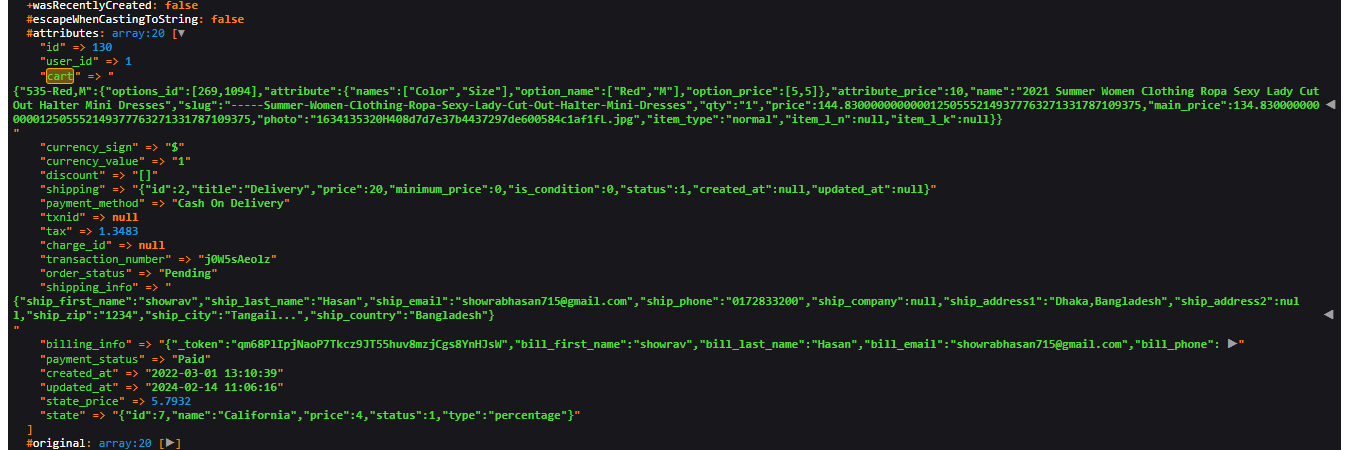 +wasRecentlyCreated: false
#escapeWhenCastingToString: false
#attributes: array:20 [▼
"id" => 130
"user_id" => 1
"cart" => "
{"535-Red,M":{"options_id":[269,1094],"attribute":{"names":["Color","Size"],"option_name":["Red","M"],"option_price":[5,5]},"attribute_price":10,"name":"2021 Summer Women Clothing Ropa Sexy Lady Cut
Out Halter Mini Dresses","slug":"-----Summer-Women-Clothing-Ropa-Sexy-Lady-Cut-Out-Halter-Mini-Dresses","qty":"1","price":144.830000000000012505552149377763271331787109375,"main_price":134.830000000
000012505552149377763271331787109375,"photo":"1634135320H408d7d7e37b4437297de600584c1af1fL.jpg","item_type":"normal","item_l_n":null,"item_l_k":null}} ◀
"
"currency_sign" => "$"
"currency_value" => "1"
"discount" => "[]"
"shipping" => "{"id":2,"title":"Delivery","price":20,"minimum_price":0,"is_condition":0,"status":1,"created_at":null,"updated_at":null}"
"payment_method" => "Cash On Delivery"
"txnid" => null
"tax" => 1.3483
"charge_id" => null
"transaction_number" => "j0W5sAeolz"
"order_status" => "Pending"
"shipping_info" => "
{"ship_first_name":"showrav","ship_last_name":"Hasan","ship_email":"showrabhasan715@gmail.com","ship_phone":"0172833200","ship_company":null,"ship_address1":"Dhaka,Bangladesh","ship_address2":nul
l,"ship_zip":"1234","ship_city":"Tangail...","ship_country":"Bangladesh"} ◀
"
"billing_info" => "{"_token":"qm68PlIpjNaoP7Tkcz9JT55huv8mzjCgs8YnHJsW","bill_first_name":"showrav","bill_last_name":"Hasan","bill_email":"showrabhasan715@gmail.com","bill_phone": ▶"
"payment_status" => "Paid"
"created_at" => "2022-03-01 13:10:39"
"updated_at" => "2024-02-14 11:06:16"
"state_price" => 5.7932
"state" => "{"id":7,"name":"California","price":4,"status":1,"type":"percentage"}"
]
#original: array:20 [▶]